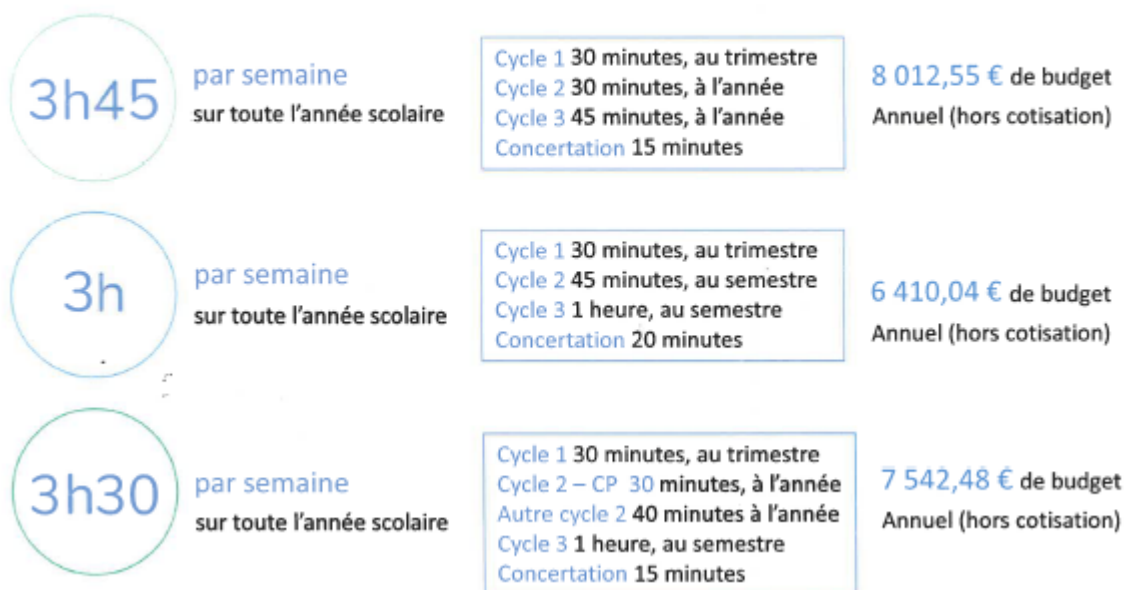 3h45
par semaine
sur toute l'année scolaire
Cycle 1 30 minutes, au trimestre
Cycle 2 30 minutes, à l'année
Cycle 3 45 minutes, à l'année
Concertation 15 minutes
8 012,55 € de budget
Annuel (hors cotisation)
3h
par semaine
sur toute l'année scolaire
Cycle 1 30 minutes, au trimestre
Cycle 2 45 minutes, au semestre
Cycle 3 1 heure, au semestre
Concertation 20 minutes
6 410,04 € de budget
Annuel (hors cotisation)
3h30
par semaine
sur toute l'année scolaire
Cycle 1 30 minutes, au trimestre
Cycle 2 – CP 30 minutes, à l'année
Autre cycle 2 40 minutes à l'année
Cycle 3 1 heure, au semestre
Concertation 15 minutes
7 542,48 € de budget
Annuel (hors cotisation)